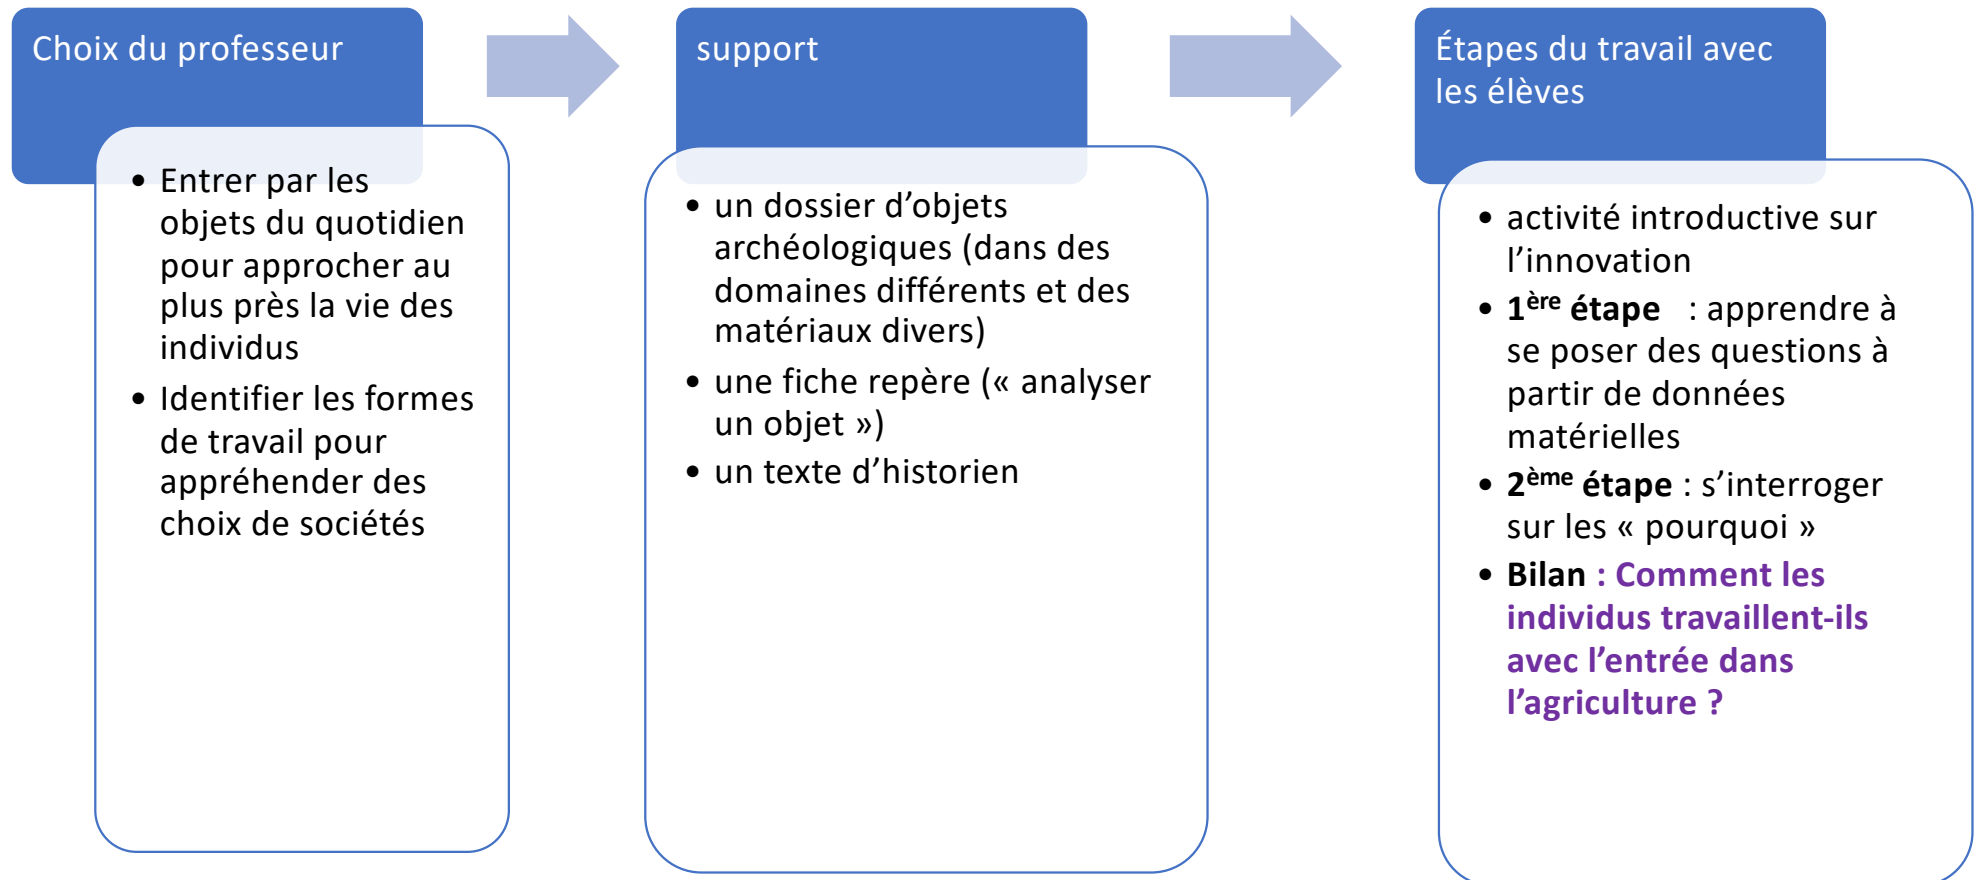 Choix du professeur
• Entrer par les
objets du quotidien
pour approcher au
plus près la vie des
individus
• Identifier les formes
de travail pour
appréhender des
choix de sociétés
support
• un dossier d’objets
archéologiques (dans des
domaines différents et des
matériaux divers)
• une fiche repère (« analyser
un objet »)
• un texte d’historien
Étapes du travail avec
les élèves
• activité introductive sur
l’innovation
• 1ère étape : apprendre à
se poser des questions à
partir de données
matérielles
• 2ème étape : s’interroger
sur les « pourquoi »
• Bilan : Comment les
individus travaillent-ils
avec l’entrée dans
l’agriculture ?